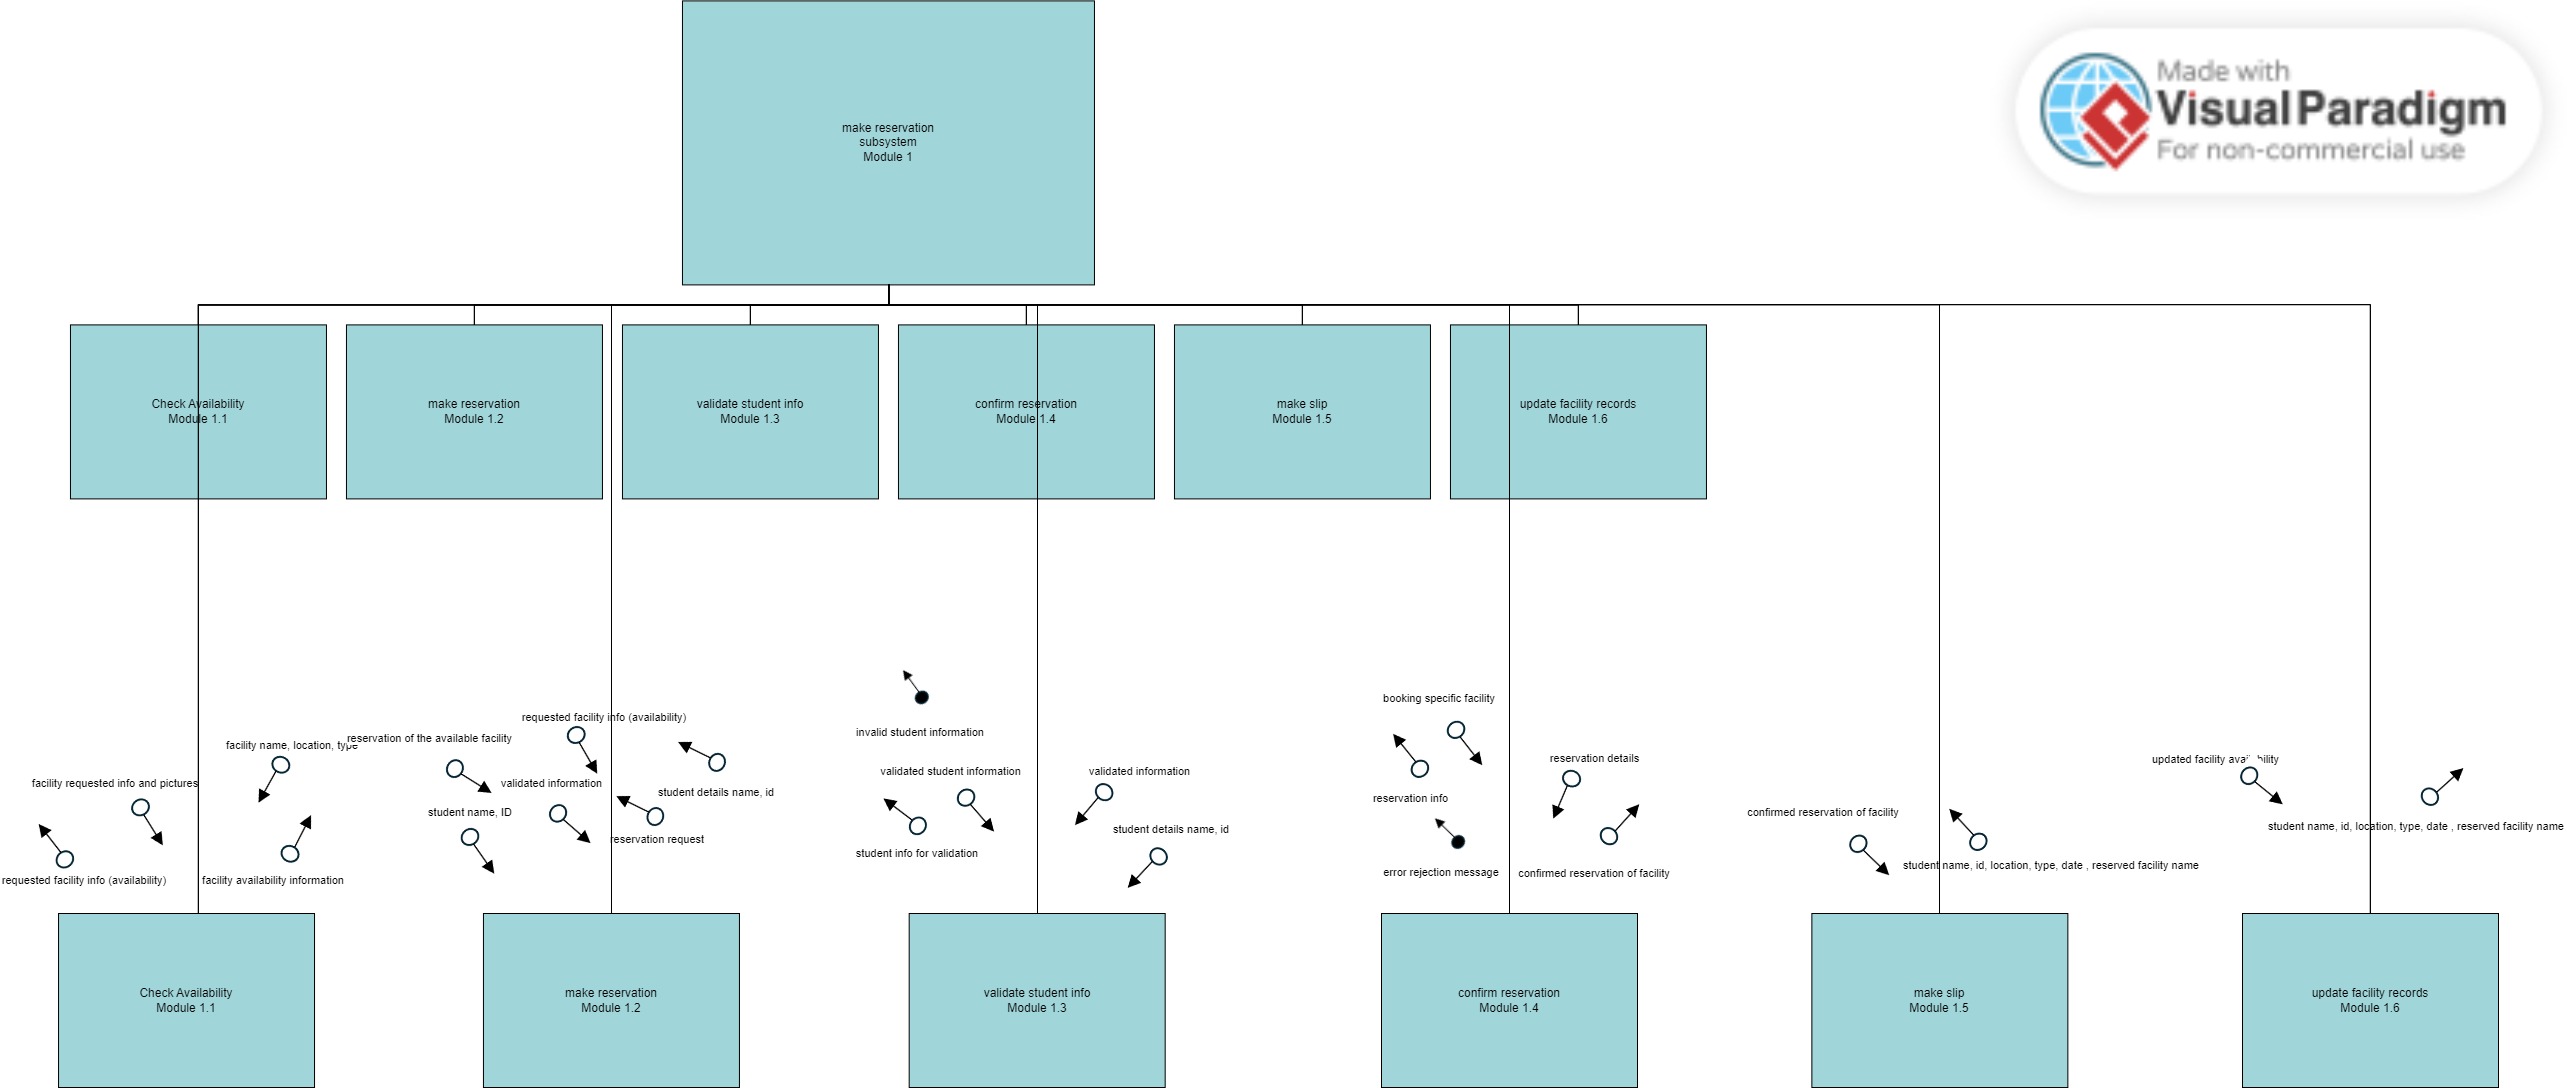 make reservation
subsystem
Module 1
Made with
Visual Paradigm
For non-commercial use
Check Availability
Module 1.1
make reservation
Module 1.2
validate student info
Module 1.3
confirm reservation
Module 1.4
make slip
Module 1.5
update facility records
Module 1.6
facility name, location, type
facility requested info and pictures
requested facility info (availability)
facility availability information
requested facility info (availability)
reservation of the available facility
validated information
student details name, id
student name, ID
reservation request
invalid student information
validated student information
validated information
student details name, id
student info for validation
booking specific facility
reservation details
reservation info
error rejection message
confirmed reservation of facility
confirmed reservation of facility
student name, id, location, type, date , reserved facility name
updated facility availability
student name, id, location, type, date , reserved facility name
Check Availability
Module 1.1
make reservation
Module 1.2
validate student info
Module 1.3
confirm reservation
Module 1.4
make slip
Module 1.5
update facility records
Module 1.6